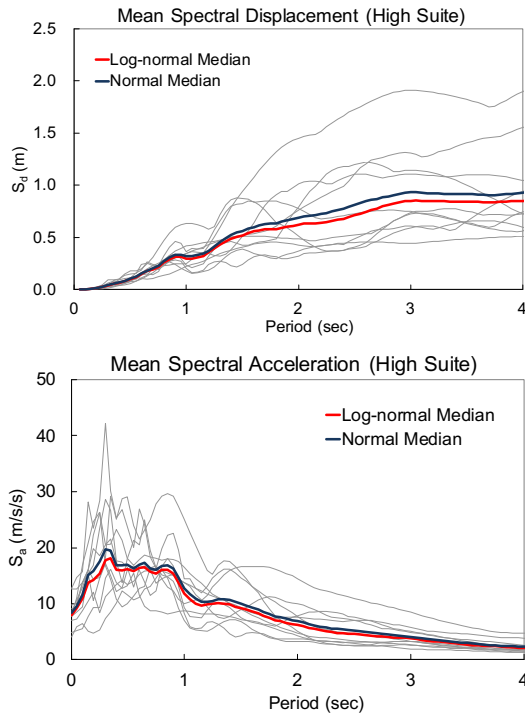 Mean Spectral Displacement (High Suite)
2.5
Log-normal Median
Normal Median
2.0
1.5
S_d (m)
1.0
0.5
0.0
0 1 2 3 4
Period (sec)
Mean Spectral Acceleration (High Suite)
50
Log-normal Median
Normal Median
40
30
S_a (m/s/s)
20
10
0
0 1 2 3 4
Period (sec)